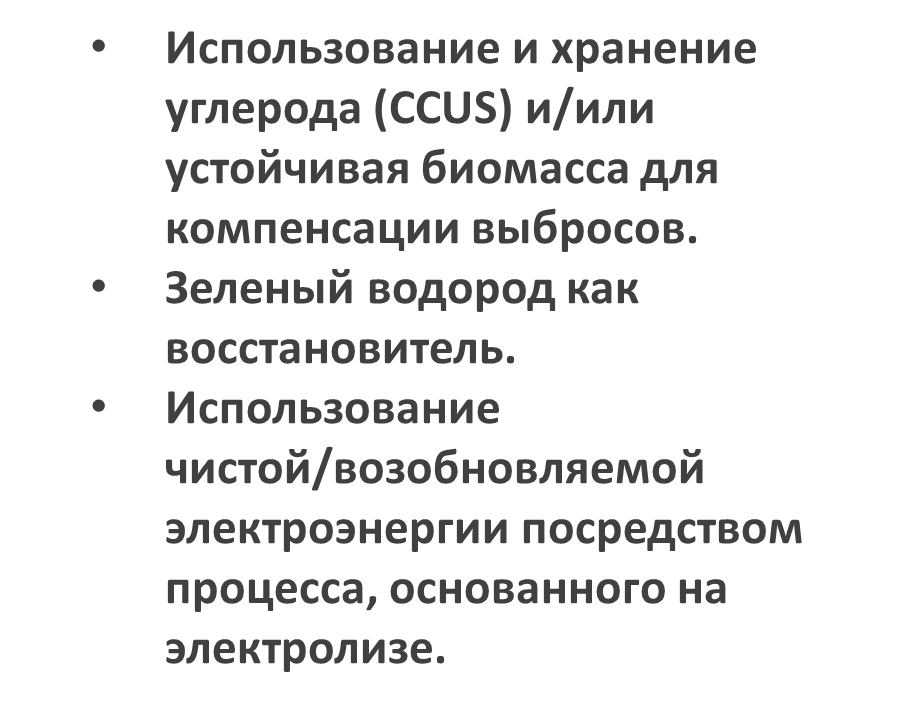 • Использование и хранение
углерода (CCUS) и/или
устойчивая биомасса для
компенсации выбросов.
• Зеленый водород как
восстановитель.
• Использование
чистой/возобновляемой
электроэнергии посредством
процесса, основанного на
электролизе.